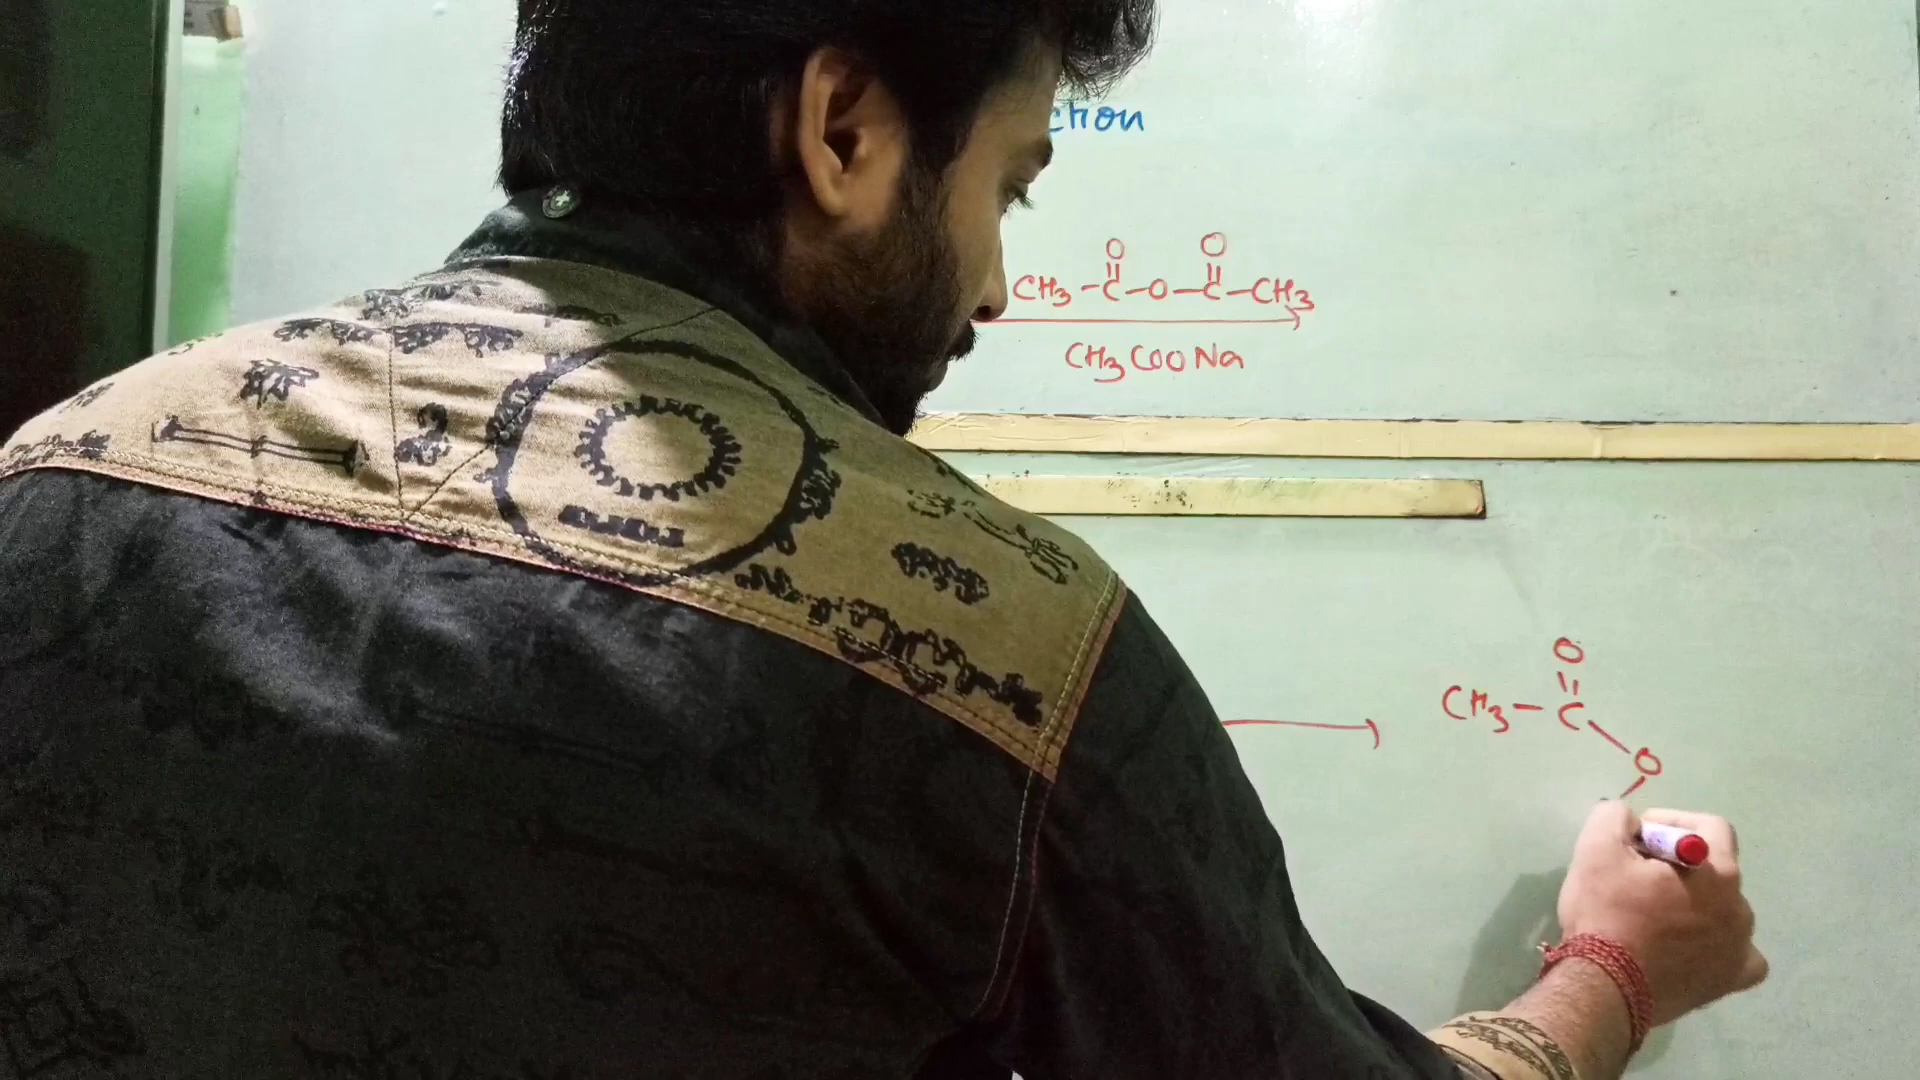 ction
O O
CH3-C-O-C-CH3
CH3COONa
O
CH3-C
O